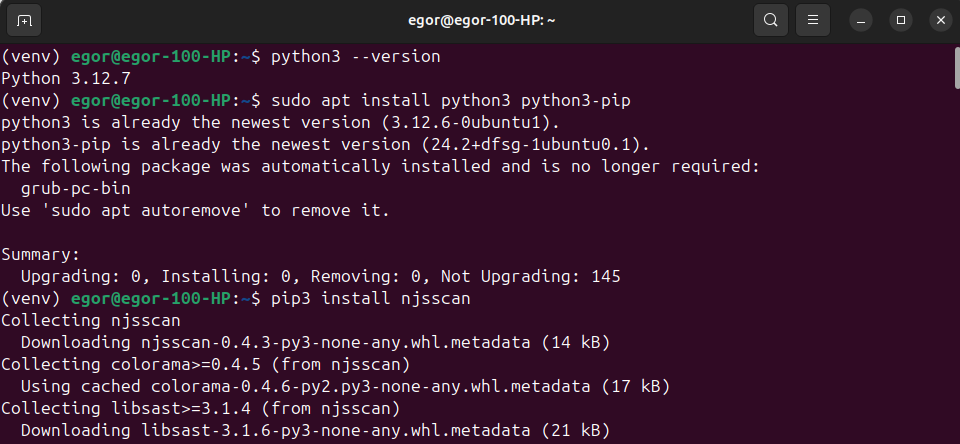 egor@egor-100-HP: ~
(venv) egor@egor-100-HP:~$ python3 --version
Python 3.12.7
(venv) egor@egor-100-HP:~$ sudo apt install python3 python3-pip
python3 is already the newest version (3.12.6-0ubuntu1).
python3-pip is already the newest version (24.2+dfsg-1ubuntu0.1).
The following package was automatically installed and is no longer required:
  grub-pc-bin
Use 'sudo apt autoremove' to remove it.

Summary:
  Upgrading: 0, Installing: 0, Removing: 0, Not Upgrading: 145
(venv) egor@egor-100-HP:~$ pip3 install njsscan
Collecting njsscan
  Downloading njsscan-0.4.3-py3-none-any.whl.metadata (14 kB)
Collecting colorama>=0.4.5 (from njsscan)
  Using cached colorama-0.4.6-py2.py3-none-any.whl.metadata (17 kB)
Collecting libsast>=3.1.4 (from njsscan)
  Downloading libsast-3.1.6-py3-none-any.whl.metadata (21 kB)